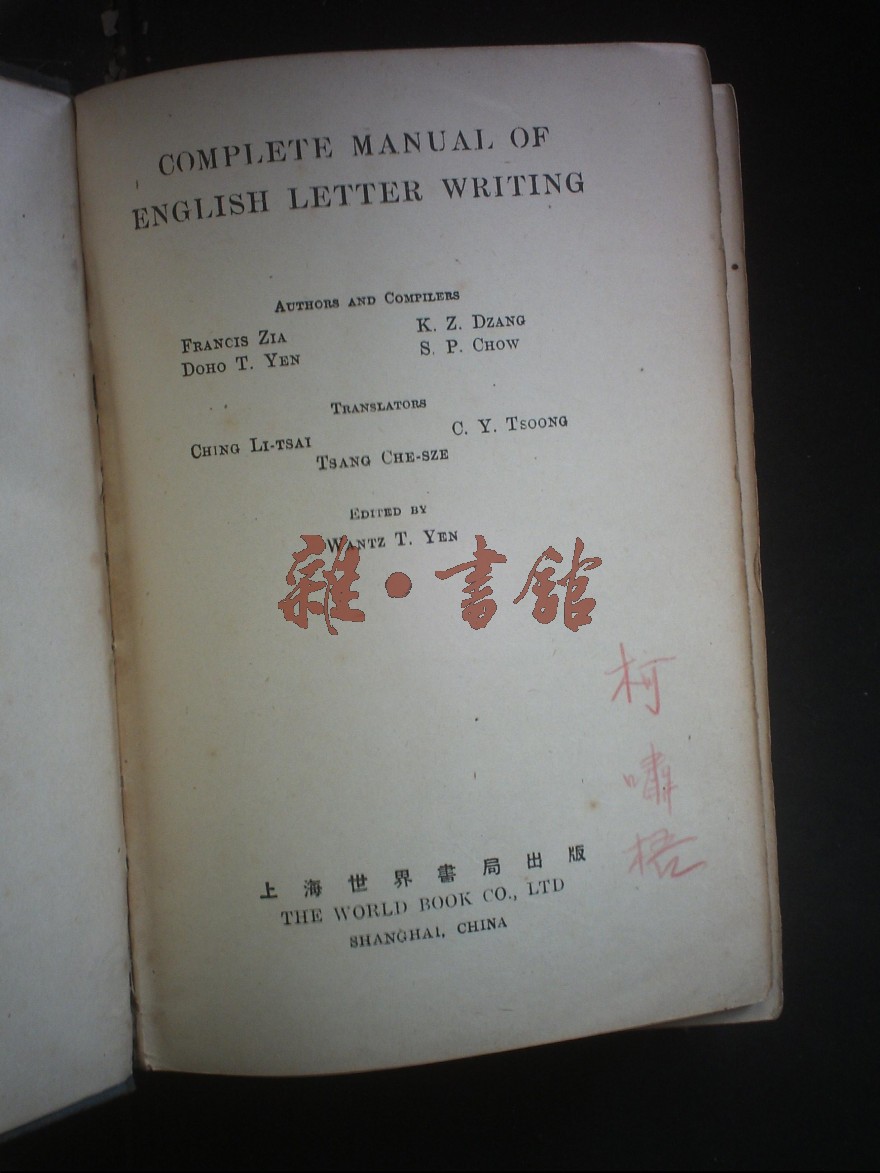 COMPLETE MANUAL OF
ENGLISH LETTER WRITING
AUTHORS AND COMPILERS
FRANCIS ZIA K. Z. DZANG
DOHO T. YEN S. P. CHOW
TRANSLATORS
CHING LI-TSAI C. Y. TSOONG
TSANG CHE-SZE
EDITED BY
WANTZ T. YEN
雜·書館
柯
嘯
梧
上海世界書局出版
THE WORLD BOOK CO., LTD
SHANGHAI, CHINA